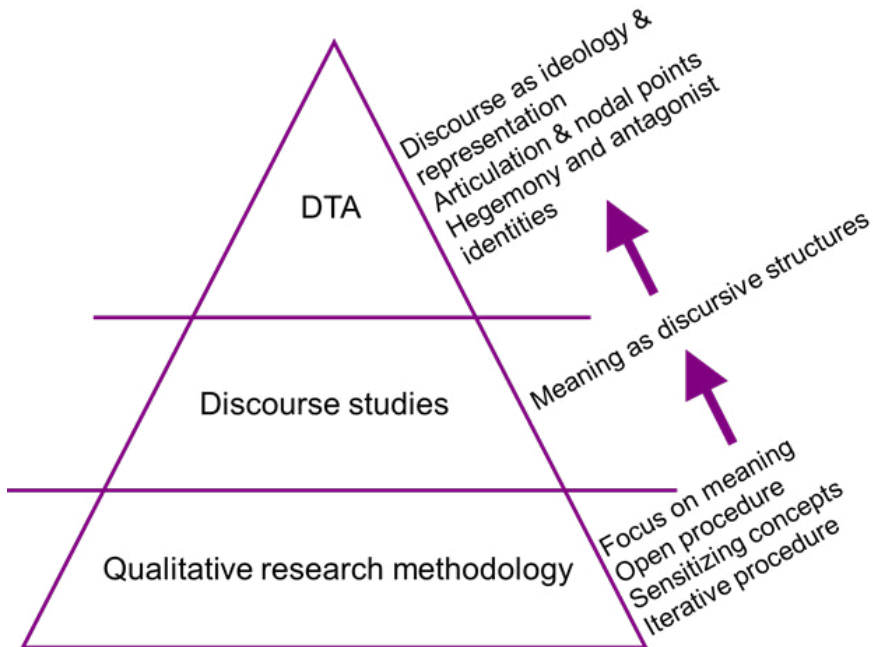 Discourse as ideology &
representation
Articulation & nodal points
Hegemony and antagonist
identities
DTA
Meaning as discursive structures
Discourse studies
Focus on meaning
Open procedure
Sensitizing concepts
Iterative procedure
Qualitative research methodology